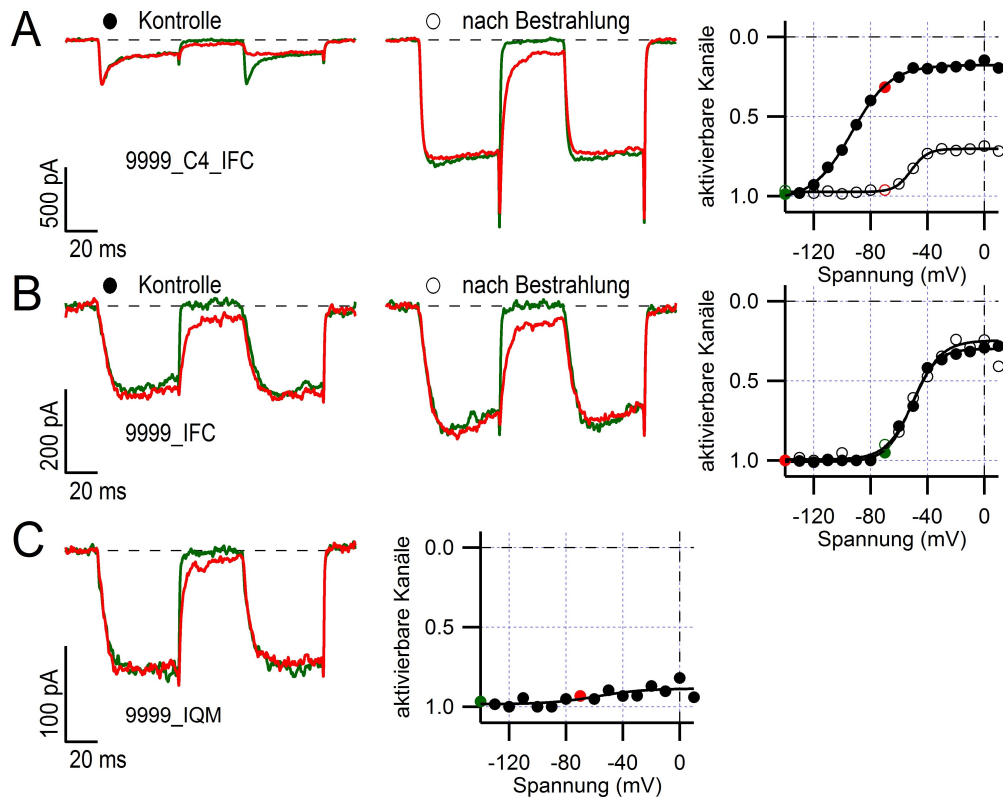 A
Kontrolle
nach Bestrahlung
9999_C4_IFC
500 pA
20 ms
aktivierbare Kanäle
0.0
0.5
1.0
-120 -80 -40 0
Spannung (mV)
B
Kontrolle
nach Bestrahlung
9999_IFC
200 pA
20 ms
aktivierbare Kanäle
0.0
0.5
1.0
-120 -80 -40 0
Spannung (mV)
C
9999_IQM
100 pA
20 ms
aktivierbare Kanäle
0.0
0.5
1.0
-120 -80 -40 0
Spannung (mV)